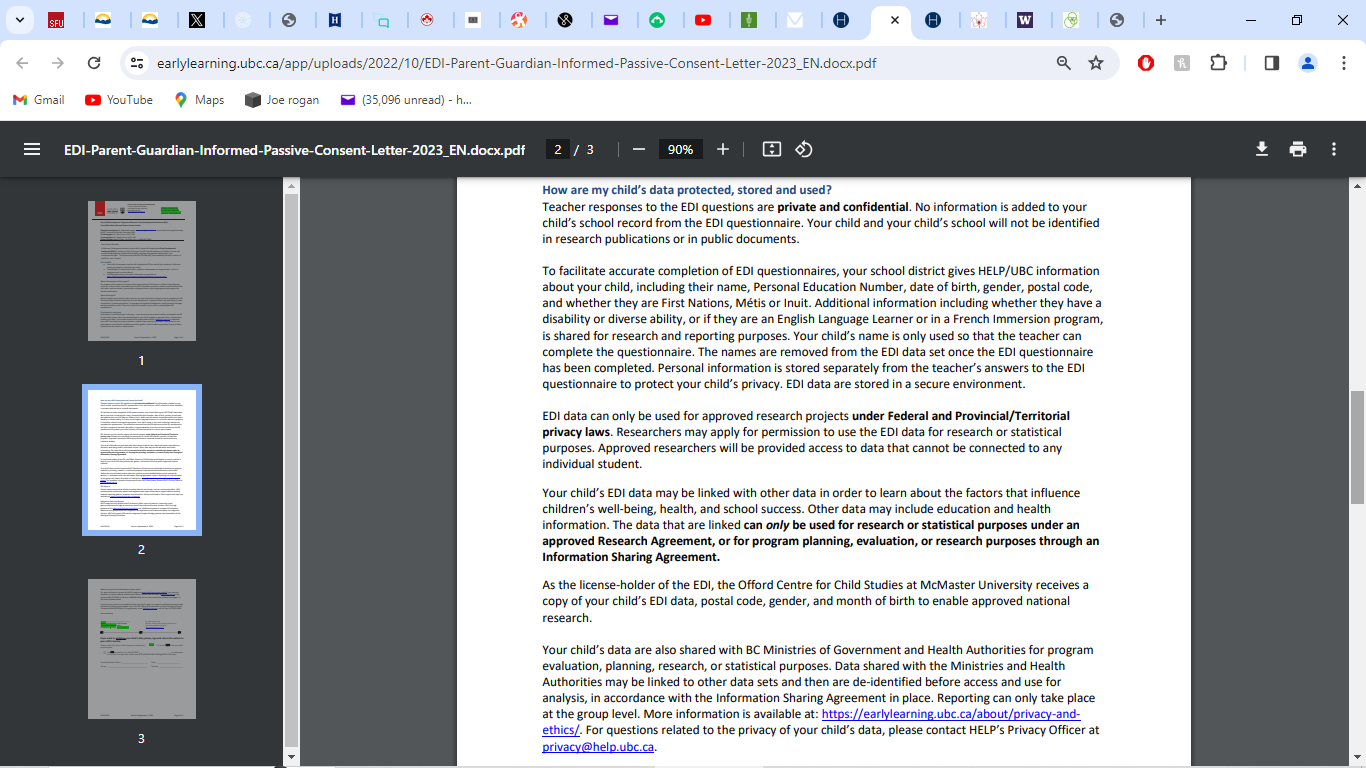 SFU
earlylearning.ubc.ca/app/uploads/2022/10/EDI-Parent-Guardian-Informed-Passive-Consent-Letter-2023_EN.docx.pdf
Gmail YouTube Maps Joe rogan (35,096 unread) - h...
EDI-Parent-Guardian-Informed-Passive-Consent-Letter-2023_EN.docx.pdf 2 / 3 90%
1
2
3
How are my child's data protected, stored and used?
Teacher responses to the EDI questions are private and confidential. No information is added to your
child's school record from the EDI questionnaire. Your child and your child's school will not be identified
in research publications or in public documents.
To facilitate accurate completion of EDI questionnaires, your school district gives HELP/UBC information
about your child, including their name, Personal Education Number, date of birth, gender, postal code,
and whether they are First Nations, Métis or Inuit. Additional information including whether they have a
disability or diverse ability, or if they are an English Language Learner or in a French Immersion program,
is shared for research and reporting purposes. Your child's name is only used so that the teacher can
complete the questionnaire. The names are removed from the EDI data set once the EDI questionnaire
has been completed. Personal information is stored separately from the teacher's answers to the EDI
questionnaire to protect your child's privacy. EDI data are stored in a secure environment.
EDI data can only be used for approved research projects under Federal and Provincial/Territorial
privacy laws. Researchers may apply for permission to use the EDI data for research or statistical
purposes. Approved researchers will be provided access to data that cannot be connected to any
individual student.
Your child's EDI data may be linked with other data in order to learn about the factors that influence
children's well-being, health, and school success. Other data may include education and health
information. The data that are linked can only be used for research or statistical purposes under an
approved Research Agreement, or for program planning, evaluation, or research purposes through an
Information Sharing Agreement.
As the license-holder of the EDI, the Offord Centre for Child Studies at McMaster University receives a
copy of your child's EDI data, postal code, gender, and month of birth to enable approved national
research.
Your child's data are also shared with BC Ministries of Government and Health Authorities for program
evaluation, planning, research, or statistical purposes. Data shared with the Ministries and Health
Authorities may be linked to other data sets and then are de-identified before access and use for
analysis, in accordance with the Information Sharing Agreement in place. Reporting can only take place
at the group level. More information is available at: https://earlylearning.ubc.ca/about/privacy-and-
ethics/. For questions related to the privacy of your child's data, please contact HELP's Privacy Officer at
privacy@help.ubc.ca.